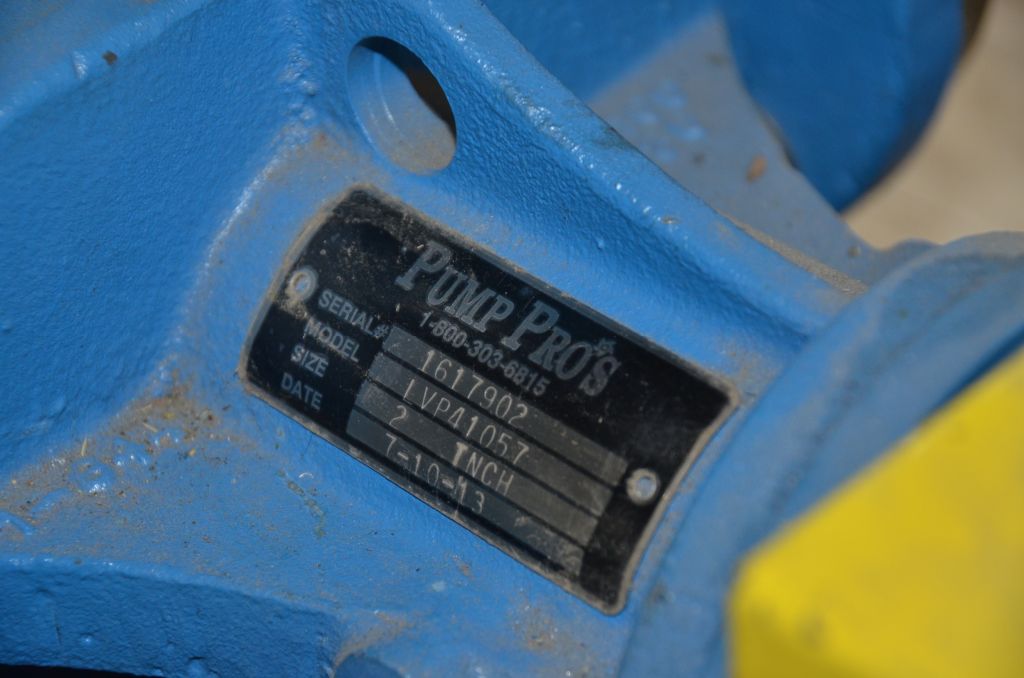 PUMP PRO'S
1-800-303-6815
SERIAL# 1617902
MODEL LVP41057
SIZE 2 INCH
DATE 7-10-13